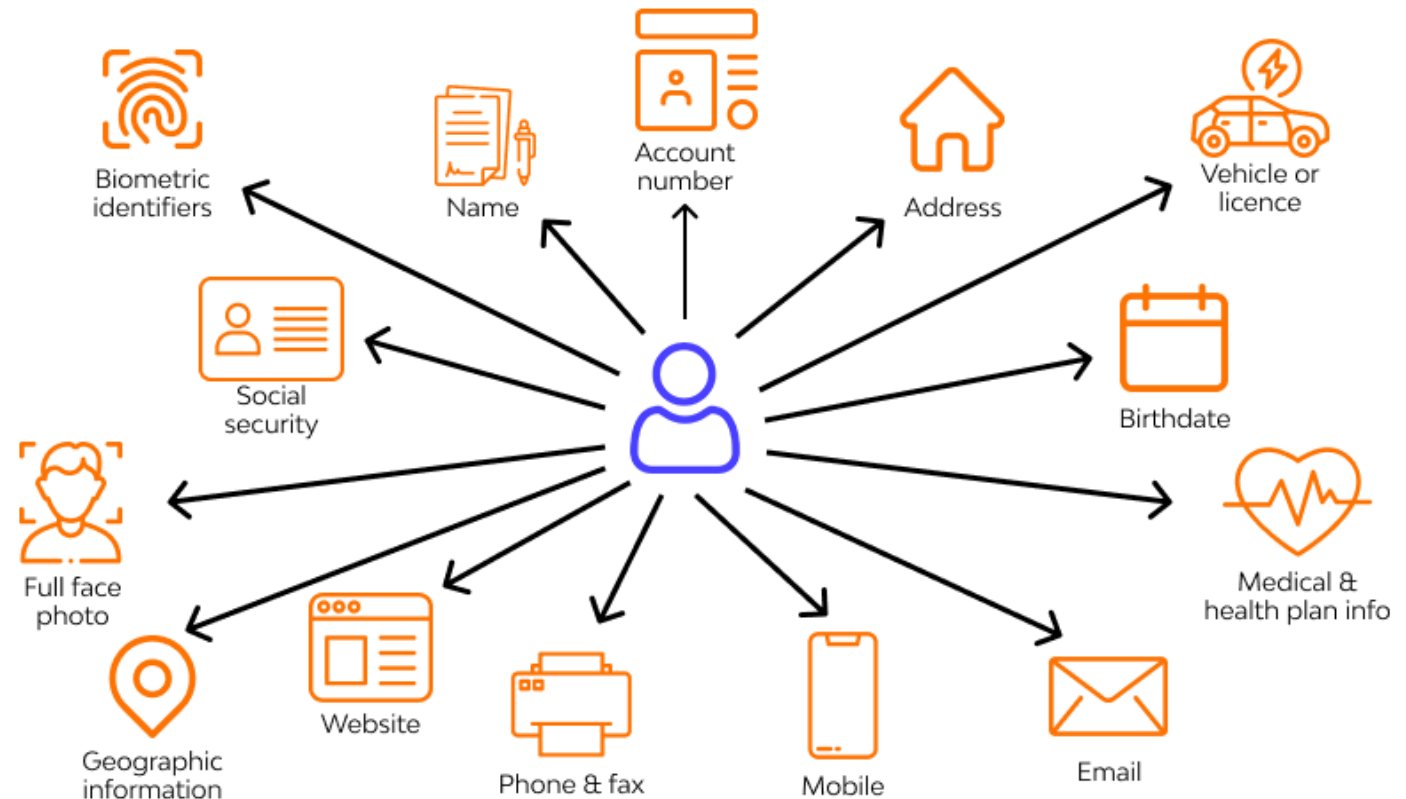 Biometric
identifiers
Name
Account
number
Address
Vehicle or
licence
Social
security
Birthdate
Full face
photo
Medical &
health plan info
Geographic
information
Website
Phone & fax
Mobile
Email